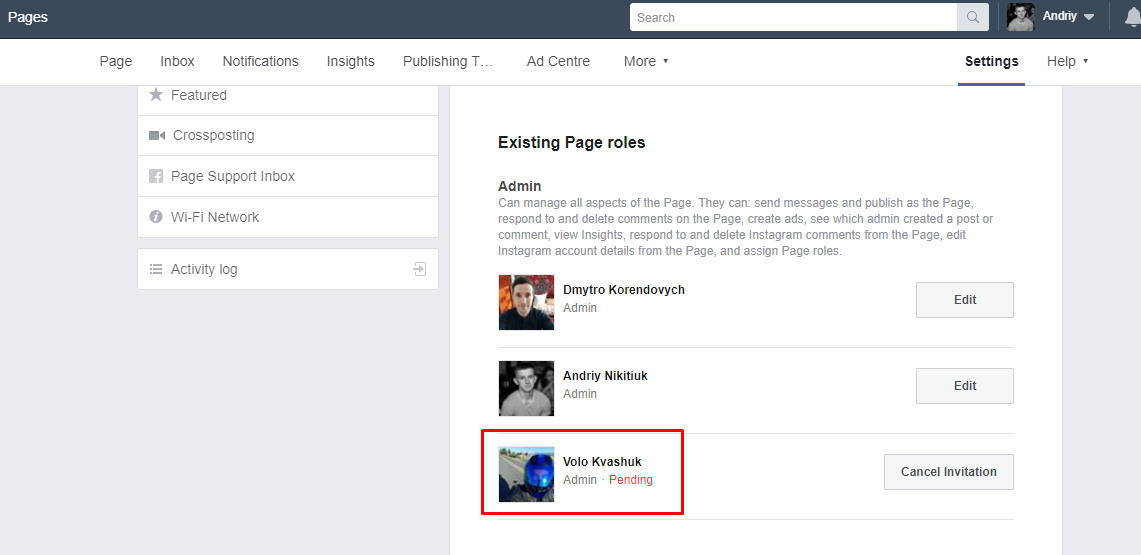 Pages
Search
Andriy
Page Inbox Notifications Insights Publishing T… Ad Centre More Settings Help
Featured
Crossposting
Page Support Inbox
Wi-Fi Network
Activity log
Existing Page roles
Admin
Can manage all aspects of the Page. They can: send messages and publish as the Page,
respond to and delete comments on the Page, create ads, see which admin created a post or
comment, view Insights, respond to and delete Instagram comments from the Page, edit
Instagram account details from the Page, and assign Page roles.
Dmytro Korendovych
Admin
Edit
Andriy Nikitiuk
Admin
Edit
Volo Kvashuk
Admin · Pending
Cancel Invitation